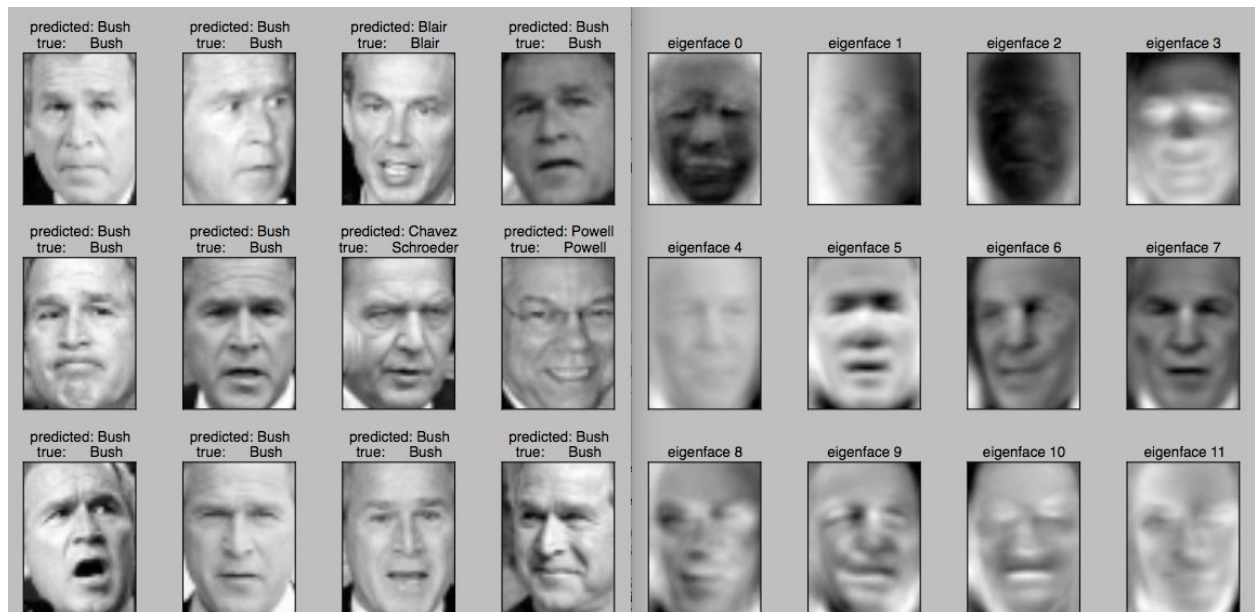 predicted: Bush
true: Bush
predicted: Bush
true: Bush
predicted: Blair
true: Blair
predicted: Bush
true: Bush
eigenface 0
eigenface 1
eigenface 2
eigenface 3
predicted: Bush
true: Bush
predicted: Bush
true: Bush
predicted: Chavez
true: Schroeder
predicted: Powell
true: Powell
eigenface 4
eigenface 5
eigenface 6
eigenface 7
predicted: Bush
true: Bush
predicted: Bush
true: Bush
predicted: Bush
true: Bush
predicted: Bush
true: Bush
eigenface 8
eigenface 9
eigenface 10
eigenface 11